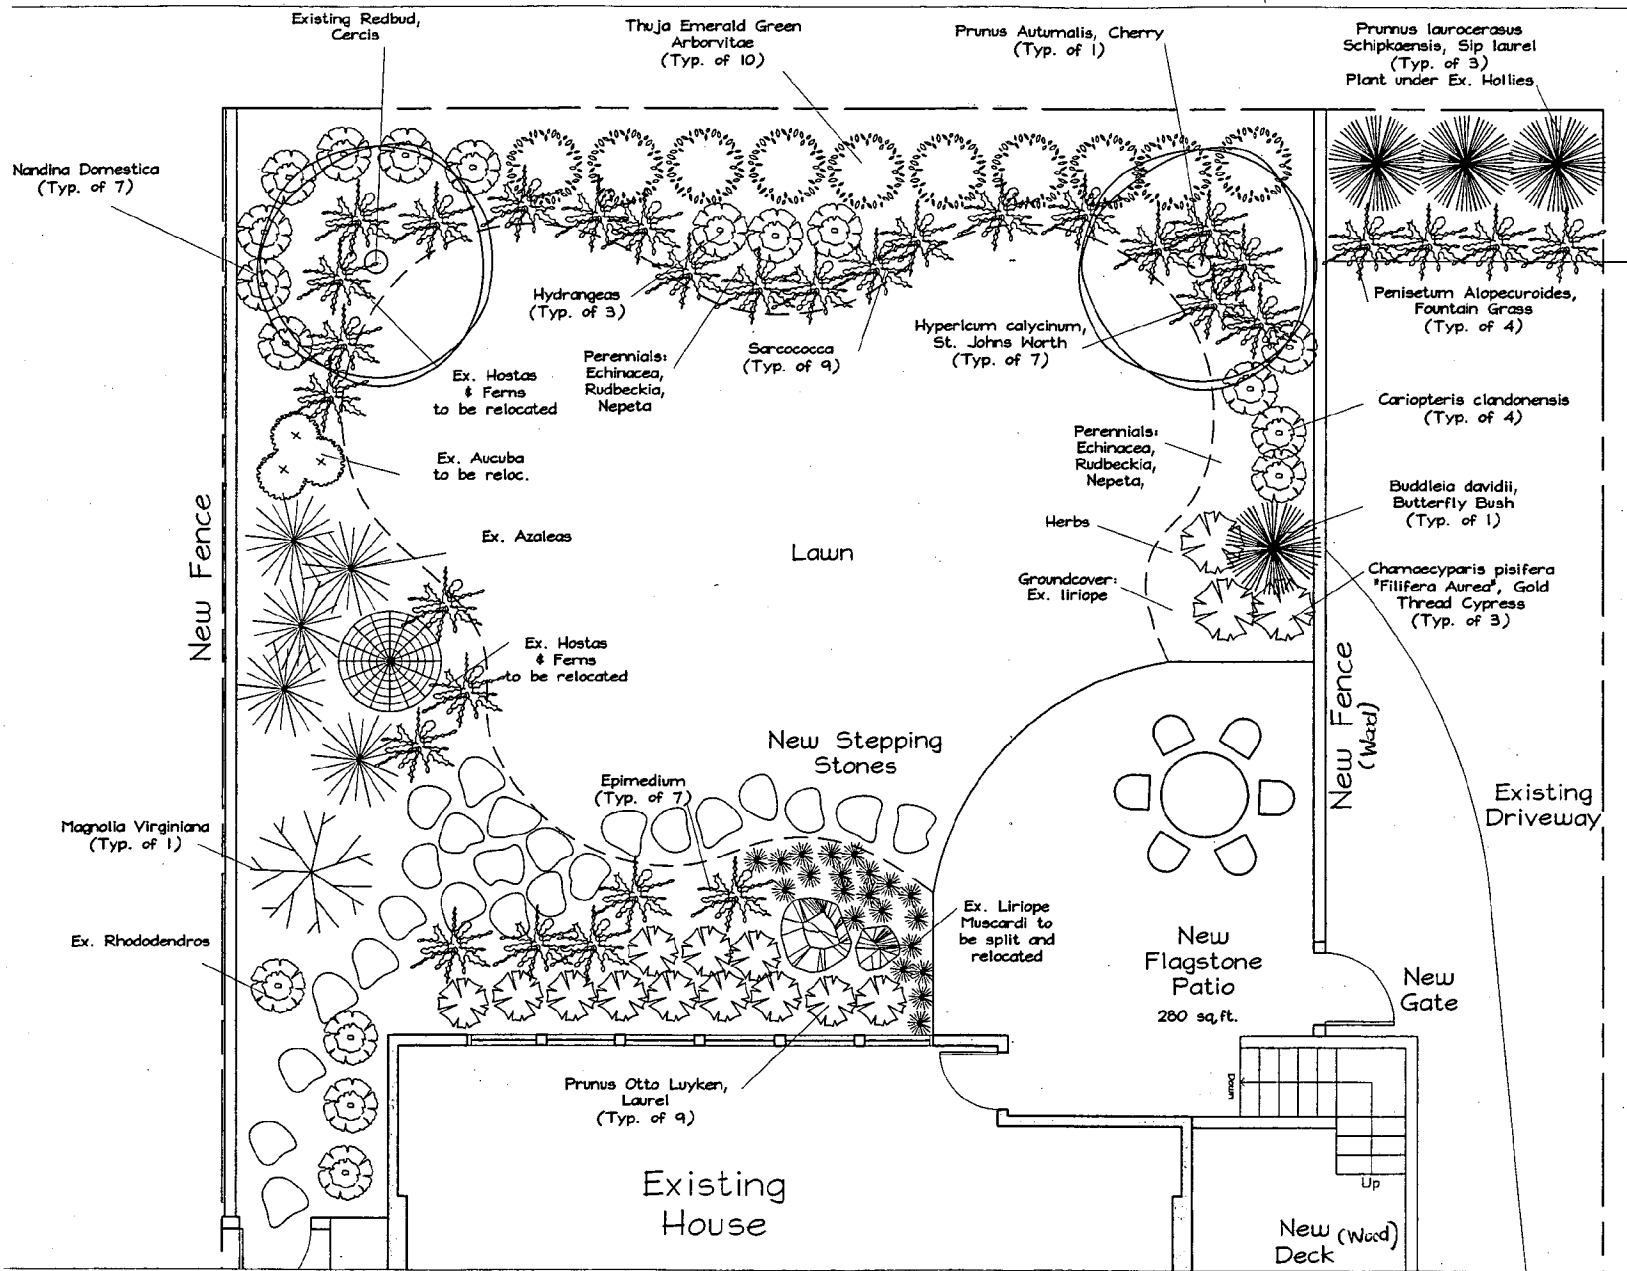 Existing Redbud,
Cercis
Thuja Emerald Green
Arborvitae
(Typ. of 10)
Prunus Autumalis, Cherry
(Typ. of 1)
Prunnus laurocerasus
Schipkaensis, Sip laurel
(Typ. of 3)
Plant under Ex. Hollies
Nandina Domestica
(Typ. of 7)
Hydrangeas
(Typ. of 3)
Perennials:
Echinacea,
Rudbeckia,
Nepeta
Sarcococca
(Typ. of 9)
Hypericum calycinum,
St. Johns Worth
(Typ. of 7)
Penisetum Alopecuroides,
Fountain Grass
(Typ. of 4)
Ex. Hostas
& Ferns
to be relocated
Cariopteris clandonensis
(Typ. of 4)
Ex. Aucuba
to be reloc.
Perennials:
Echinacea,
Rudbeckia,
Nepeta,
Buddleia davidii,
Butterfly Bush
(Typ. of 1)
New Fence
Ex. Azaleas
Lawn
Herbs
Groundcover:
Ex. liriope
Chamaecyparis pisifera
"Filifera Aurea", Gold
Thread Cypress
(Typ. of 3)
Ex. Hostas
& Ferns
to be relocated
New Fence
(Wood)
New Stepping
Stones
Epimedium
(Typ. of 7)
Existing
Driveway
Magnolia Virginiana
(Typ. of 1)
Ex. Rhododendros
Ex. Liriope
Muscardi to
be split and
relocated
New
Flagstone
Patio
280 sq.ft.
New
Gate
Prunus Otto Luyken,
Laurel
(Typ. of 9)
Down
Up
Existing
House
New (Wood)
Deck